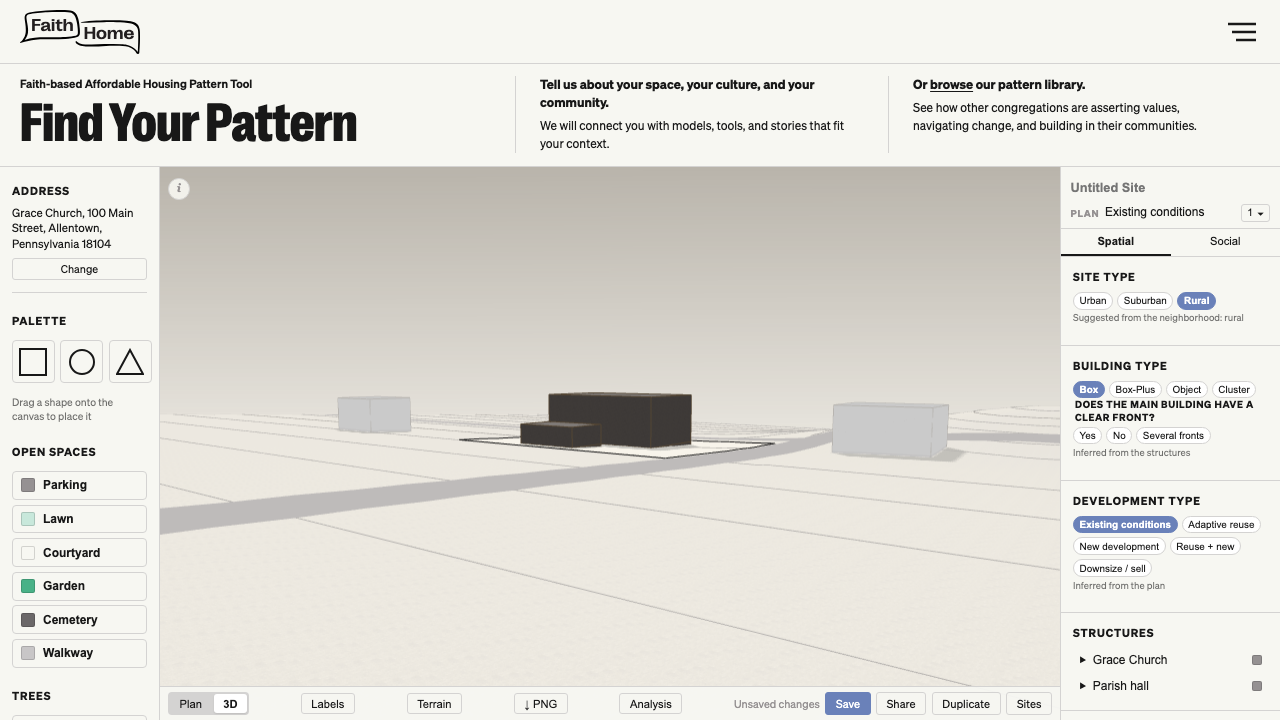 Faith
Home
Faith-based Affordable Housing Pattern Tool
Find Your Pattern
Tell us about your space, your culture, and your
community.
We will connect you with models, tools, and stories that fit
your context.
Or browse our pattern library.
See how other congregations are asserting values,
navigating change, and building in their communities.
ADDRESS
Grace Church, 100 Main
Street, Allentown,
Pennsylvania 18104
Change
PALETTE
Drag a shape onto the
canvas to place it
OPEN SPACES
Parking
Lawn
Courtyard
Garden
Cemetery
Walkway
TREES
i
Plan 3D
Labels
Terrain
↓ PNG
Analysis
Unsaved changes
Save
Share
Duplicate
Sites
Untitled Site
PLAN Existing conditions 1
Spatial Social
SITE TYPE
Urban Suburban Rural
Suggested from the neighborhood: rural
BUILDING TYPE
Box Box-Plus Object Cluster
DOES THE MAIN BUILDING HAVE A
CLEAR FRONT?
Yes No Several fronts
Inferred from the structures
DEVELOPMENT TYPE
Existing conditions Adaptive reuse
New development Reuse + new
Downsize / sell
Inferred from the plan
STRUCTURES
Grace Church
Parish hall